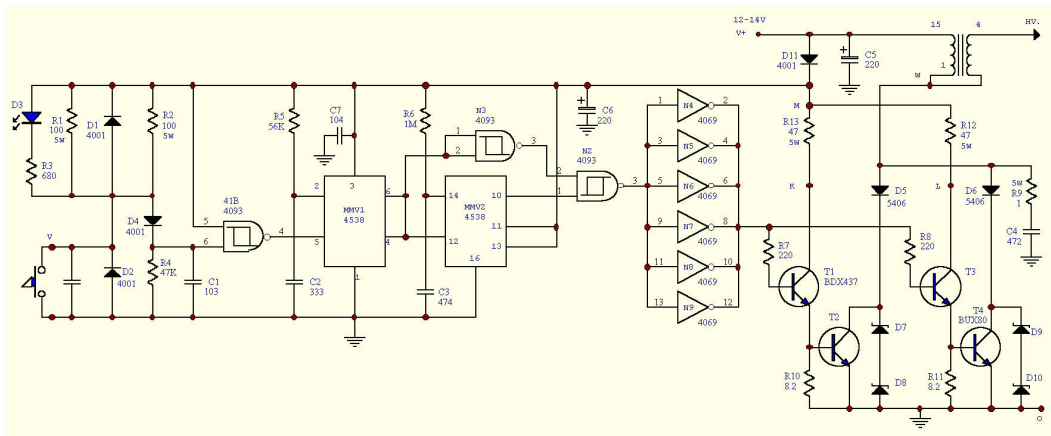 12-14V
V+
15
4
HV.
1
W
D11
4001
C5
220
D3
R1
100
5W
D1
4001
R2
100
5W
R3
680
R5
56K
C7
104
R6
1M
N3
4093
1
2
3
C6
220
N2
4093
2
1
3
1
N4
2
4069
3
N5
4
4069
5
N6
6
4069
9
N7
8
4069
11
N8
10
4069
13
N9
12
4069
M
R13
47
5W
R12
47
5W
K
L
D5
5406
D6
5406
5W
R9
1
C4
472
D4
4001
41B
4093
5
6
4
2
3
MMV1
4538
6
5
4
1
14
10
MMV2
4538
12
11
13
16
V
D2
4001
R4
47K
C1
103
C2
333
C3
474
R7
220
R8
220
T1
BDX437
T3
T2
T4
BUX80
D7
D9
R10
8.2
D8
R11
8.2
D10
0